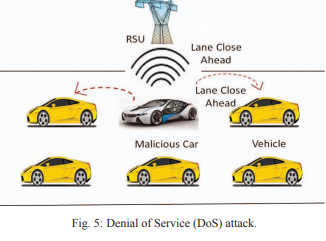 RSU
Lane Close
Ahead
Lane Close
Ahead
Malicious Car
Vehicle
Fig. 5: Denial of Service (DoS) attack.